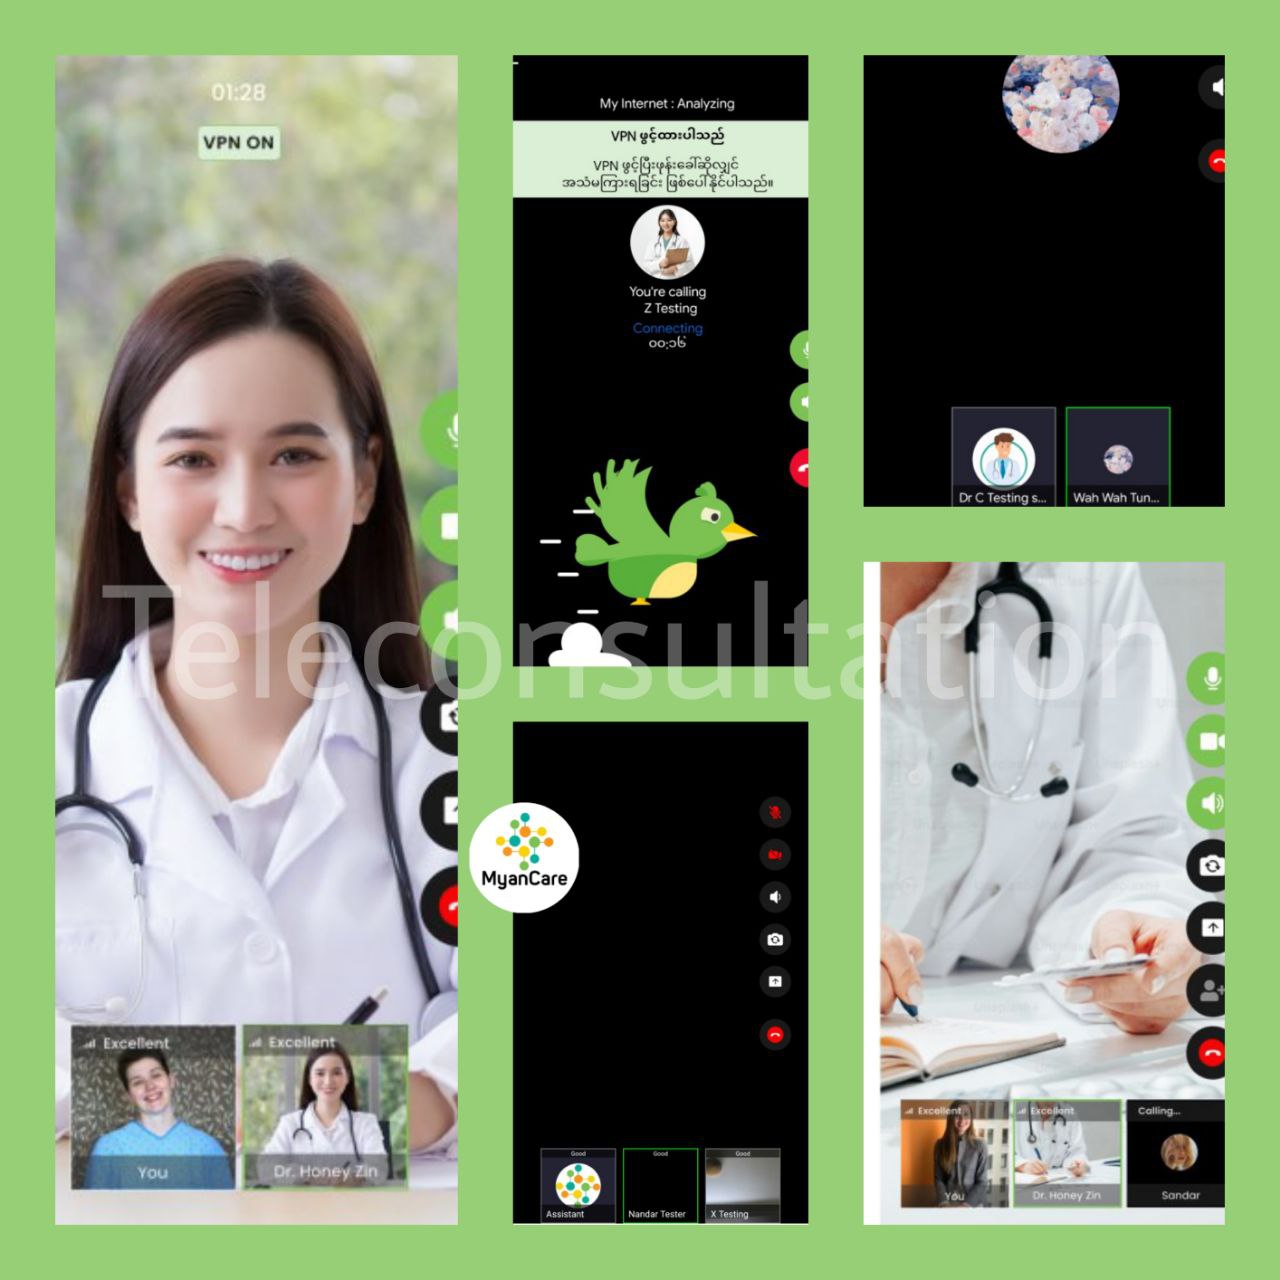 01:28
VPN ON
Excellent
You
Excellent
Dr. Honey Zin
My Internet : Analyzing
VPN ဖွင့်ထားပါသည်
VPN ဖွင့်ပြီးဖုန်းခေါ်ဆိုလျှင်
အသံမကြားရခြင်း ဖြစ်ပေါ်နိုင်ပါသည်။
You're calling
Z Testing
Connecting
၀၀:၁၆
Dr C Testing s...
Wah Wah Tun...
Teleconsultation
MyanCare
Good
Assistant
Good
Nandar Tester
Good
X Testing
Excellent
You
Excellent
Dr. Honey Zin
Calling...
Sandar